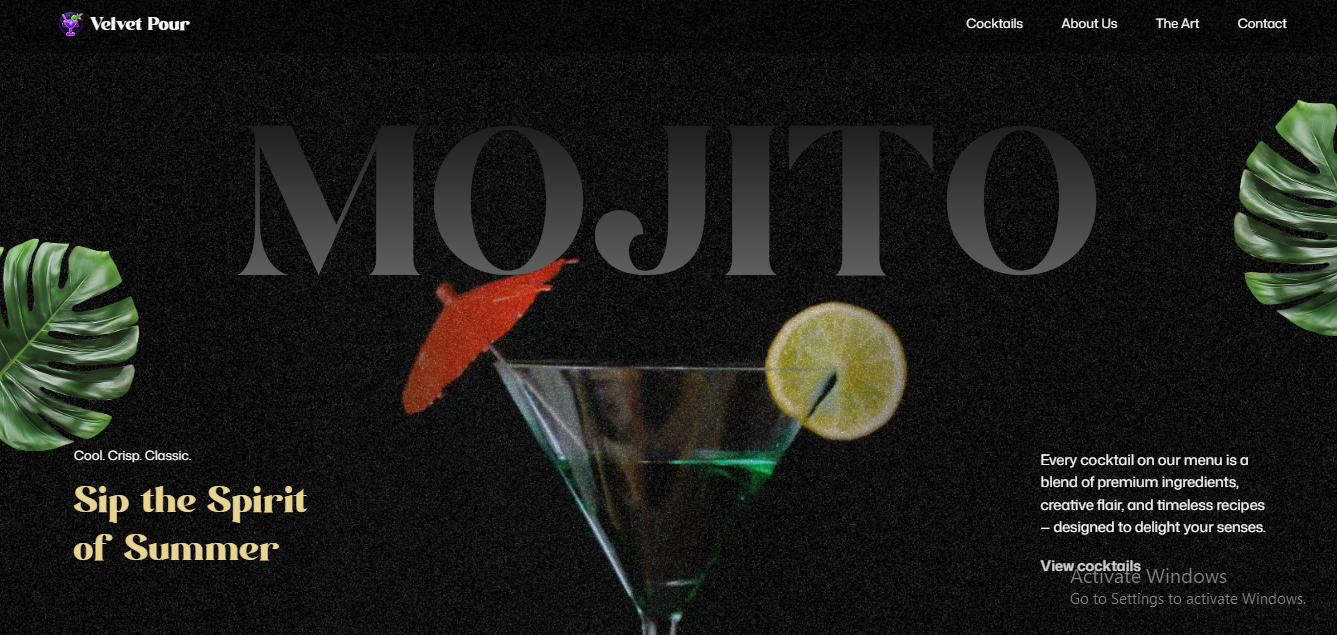 Velvet Pour
Cocktails
About Us
The Art
Contact
MOJITO
Cool. Crisp. Classic.
Sip the Spirit
of Summer
Every cocktail on our menu is a
blend of premium ingredients,
creative flair, and timeless recipes
– designed to delight your senses.
View cocktails
Activate Windows
Go to Settings to activate Windows.